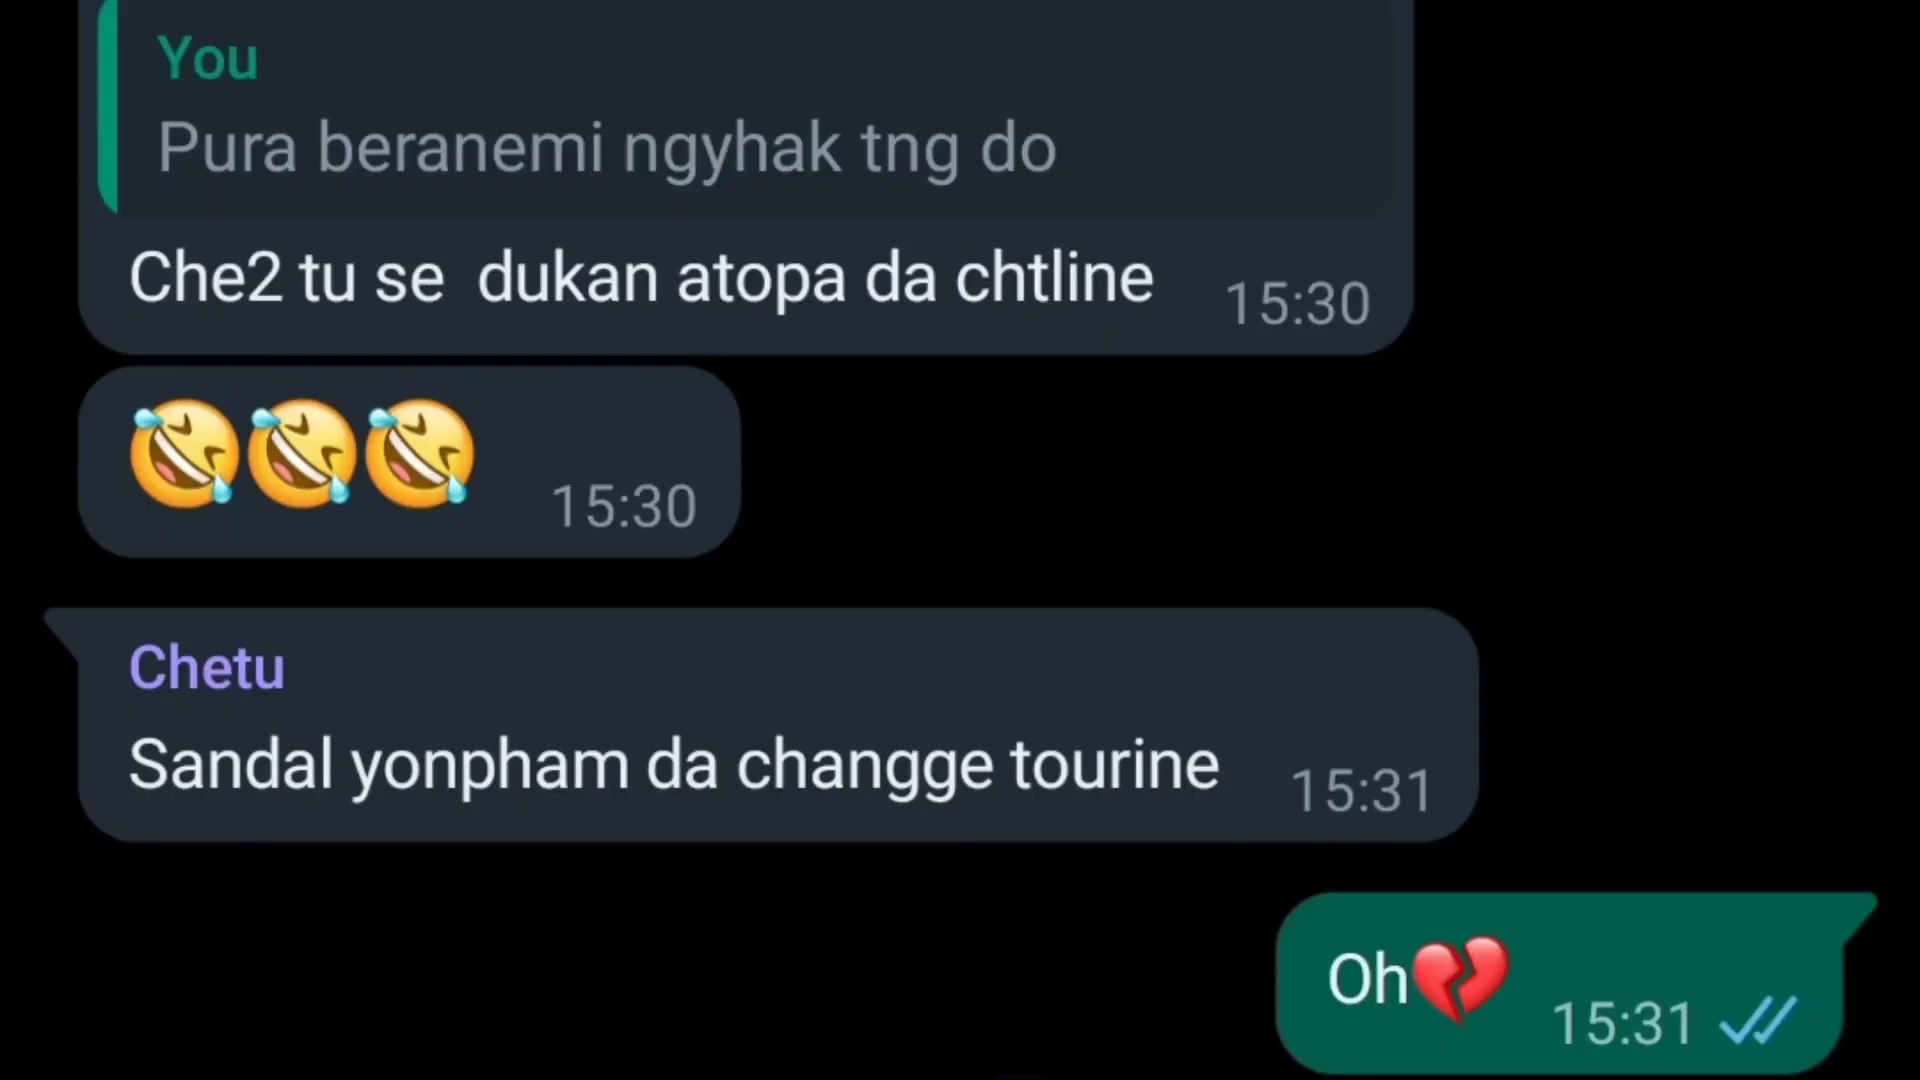 You
Pura beranemi ngyhak tng do
Che2 tu se  dukan atopa da chtline
15:30
🤣🤣🤣
15:30
Chetu
Sandal yonpham da changge tourine
15:31
Oh💔
15:31